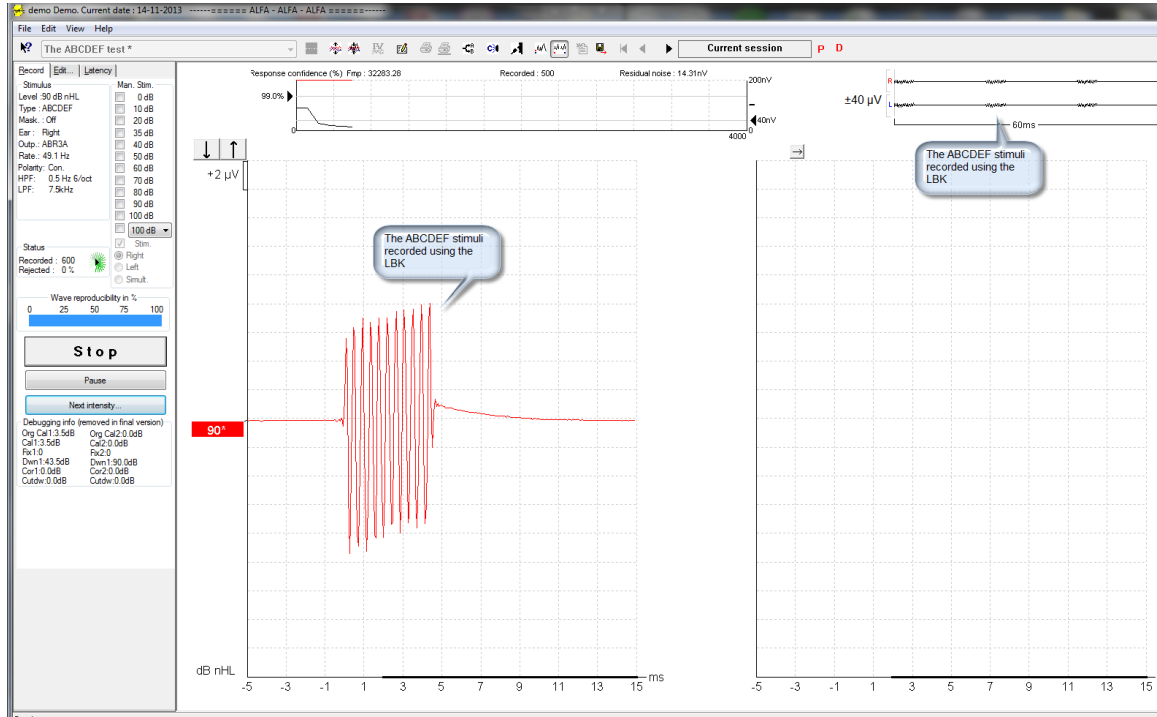 demo Demo. Current date : 14-11-2013 ------====== ALFA - ALFA - ALFA ======------
File Edit View Help
The ABCDEF test *
Current session P D
Record Edit... Latency
Stimulus
Level :90 dB nHL
Type : ABCDEF
Mask. : Off
Ear : Right
Outp.: ABR3A
Rate.: 49.1 Hz
Polarity: Con.
HPF: 0.5 Hz 6/oct
LPF: 7.5kHz
Man. Stim.
0 dB
10 dB
20 dB
35 dB
40 dB
50 dB
60 dB
70 dB
80 dB
90 dB
100 dB
100 dB
Stim.
Right
Left
Simult.
Status
Recorded : 600
Rejected : 0 %
Wave reproducibility in %
0 25 50 75 100
Stop
Pause
Next intensity...
Debugging info (removed in final version)
Org Cal1:3.5dB Org Cal2:0.0dB
Cal1:3.5dB Cal2:0.0dB
Fix1:0 Fix2:0
Dwn1:43.5dB Dwn1:90.0dB
Cor1:0.0dB Cor2:0.0dB
Cutdw:0.0dB Cutdw:0.0dB
Response confidence (%) Fmp : 32283.28 Recorded : 500 Residual noise : 14.31nV
99.0%
0
200nV
40nV
0
4000
±40 µV
R
L
60ms
The ABCDEF stimuli
recorded using the
LBK
+2 µV
The ABCDEF stimuli
recorded using the
LBK
90*
dB nHL
-5 -3 -1 1 3 5 7 9 11 13 15 ms
-5 -3 -1 1 3 5 7 9 11 13 15